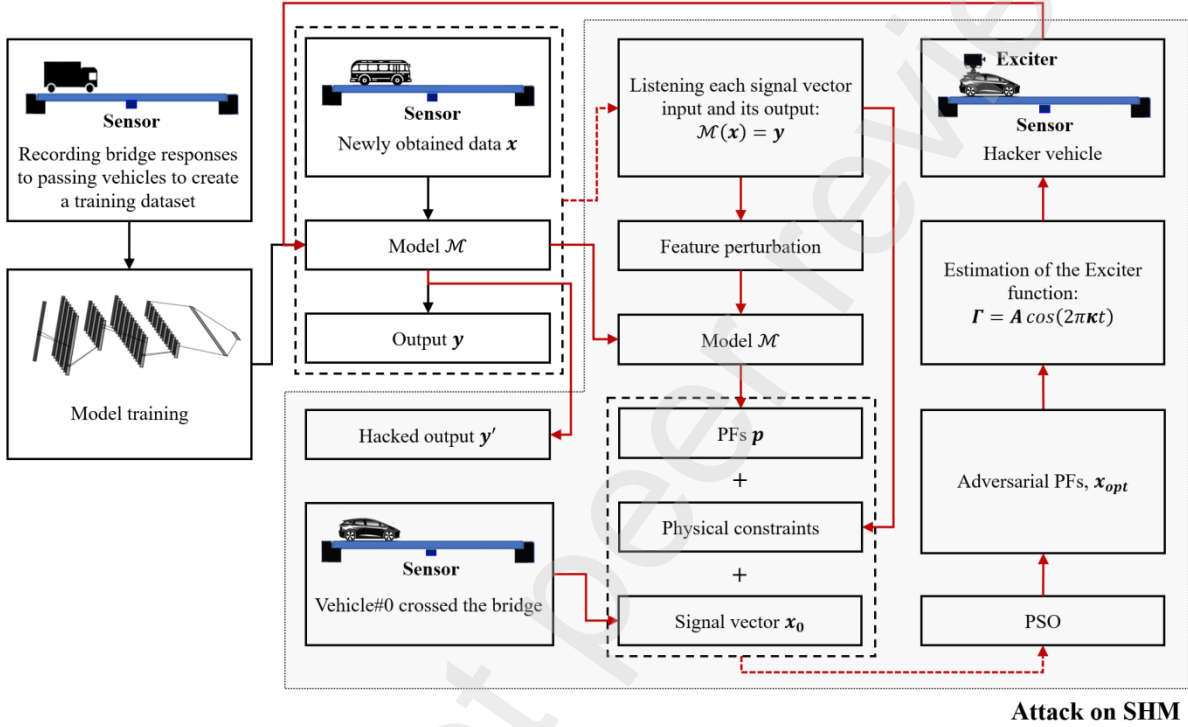 Sensor
Recording bridge responses
to passing vehicles to create
a training dataset
Model training
Sensor
Newly obtained data x
Model ℳ
Output y
Hacked output y′
Sensor
Vehicle#0 crossed the bridge
Listening each signal vector
input and its output:
ℳ(x) = y
Feature perturbation
Model ℳ
PFs p
+
Physical constraints
+
Signal vector x₀
Exciter
Sensor
Hacker vehicle
Estimation of the Exciter
function:
Γ = A cos(2πκt)
Adversarial PFs, x_opt
PSO
Attack on SHM
t peer review